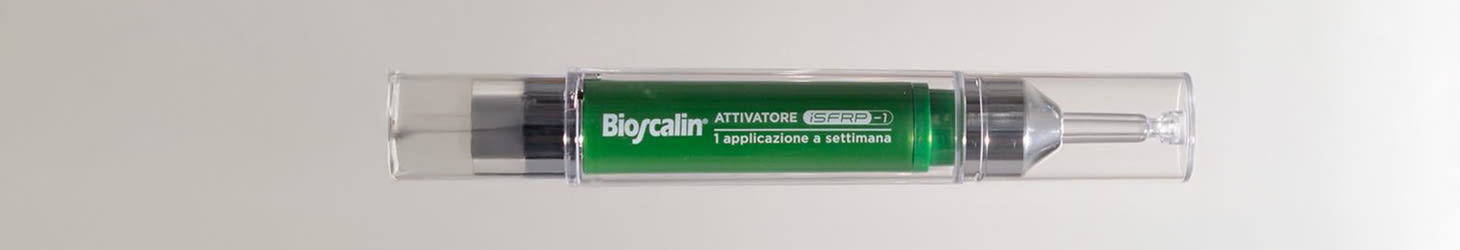 Bioscalin®
ATTIVATORE iSFRP-1
1 applicazione a settimana